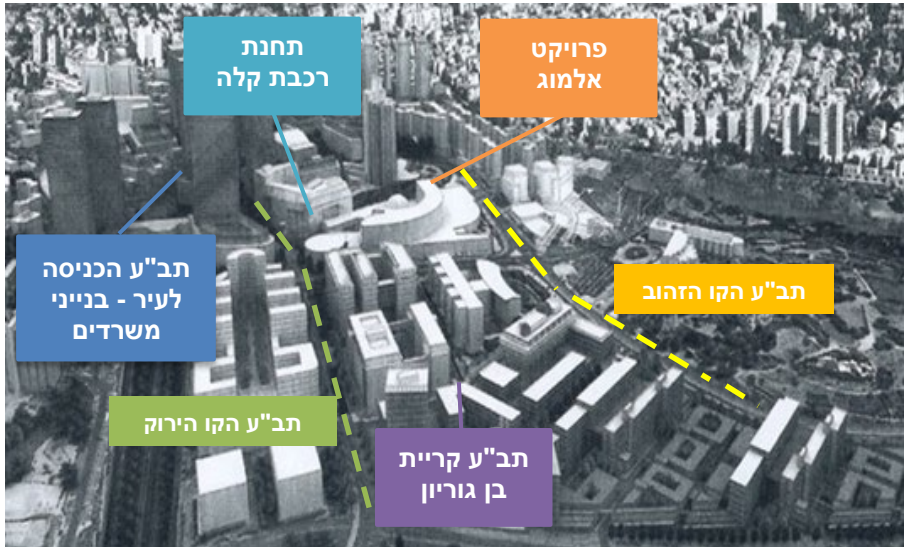 תחנת
רכבת קלה
פרויקט
אלמוג
תב"ע הכניסה
לעיר - בנייני
משרדים
תב"ע הקו הזהוב
תב"ע הקו הירוק
תב"ע קריית
בן גוריון